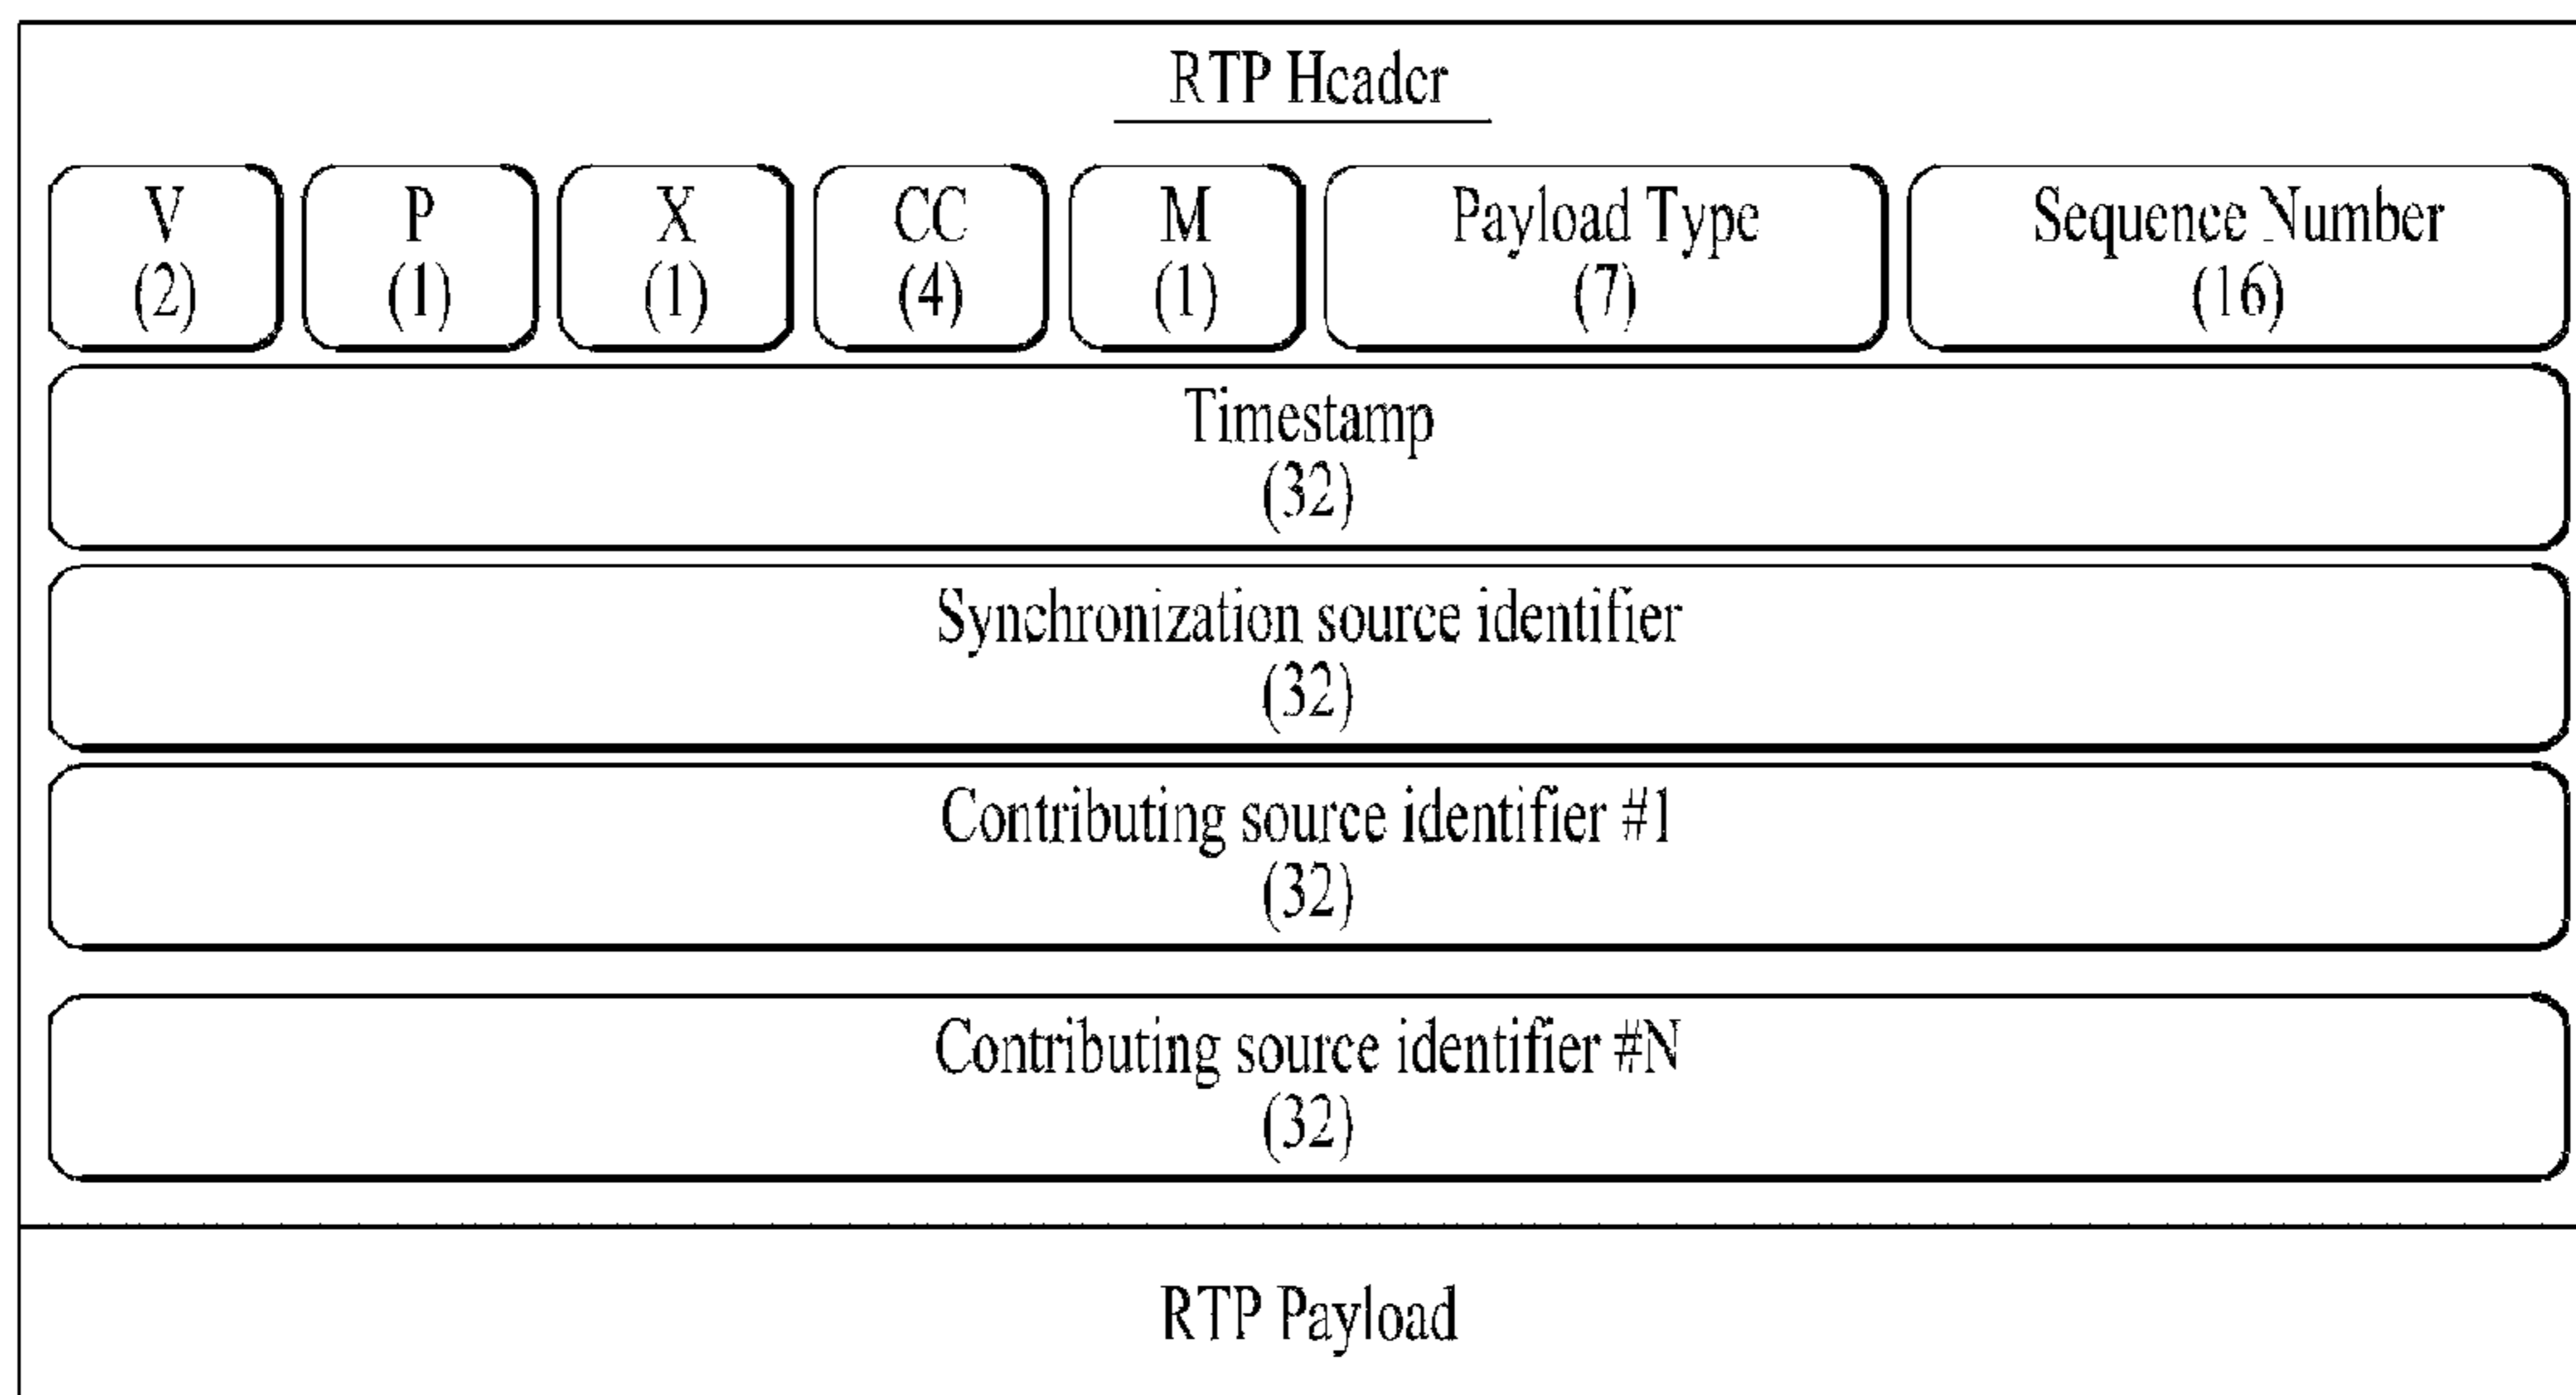 RTP Header
V
(2)
P
(1)
X
(1)
CC
(4)
M
(1)
Payload Type
(7)
Sequence Number
(16)
Timestamp
(32)
Synchronization source identifier
(32)
Contributing source identifier #1
(32)
Contributing source identifier #N
(32)
RTP Payload